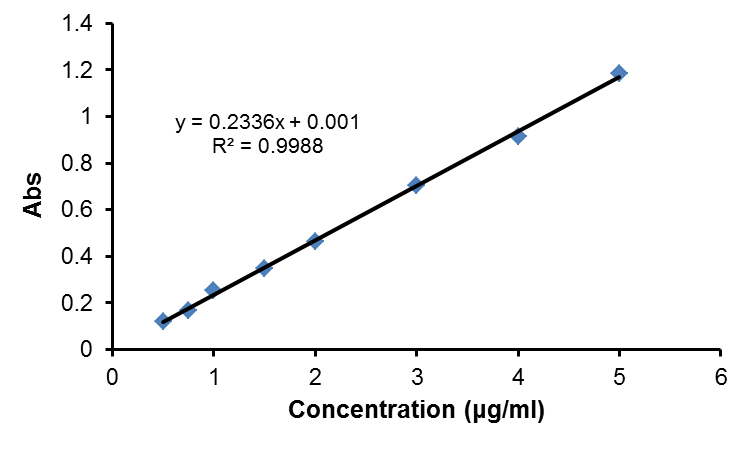 1.4
1.2
1
0.8
0.6
0.4
0.2
0
y = 0.2336x + 0.001
R² = 0.9988
Abs
0 1 2 3 4 5 6
Concentration (µg/ml)